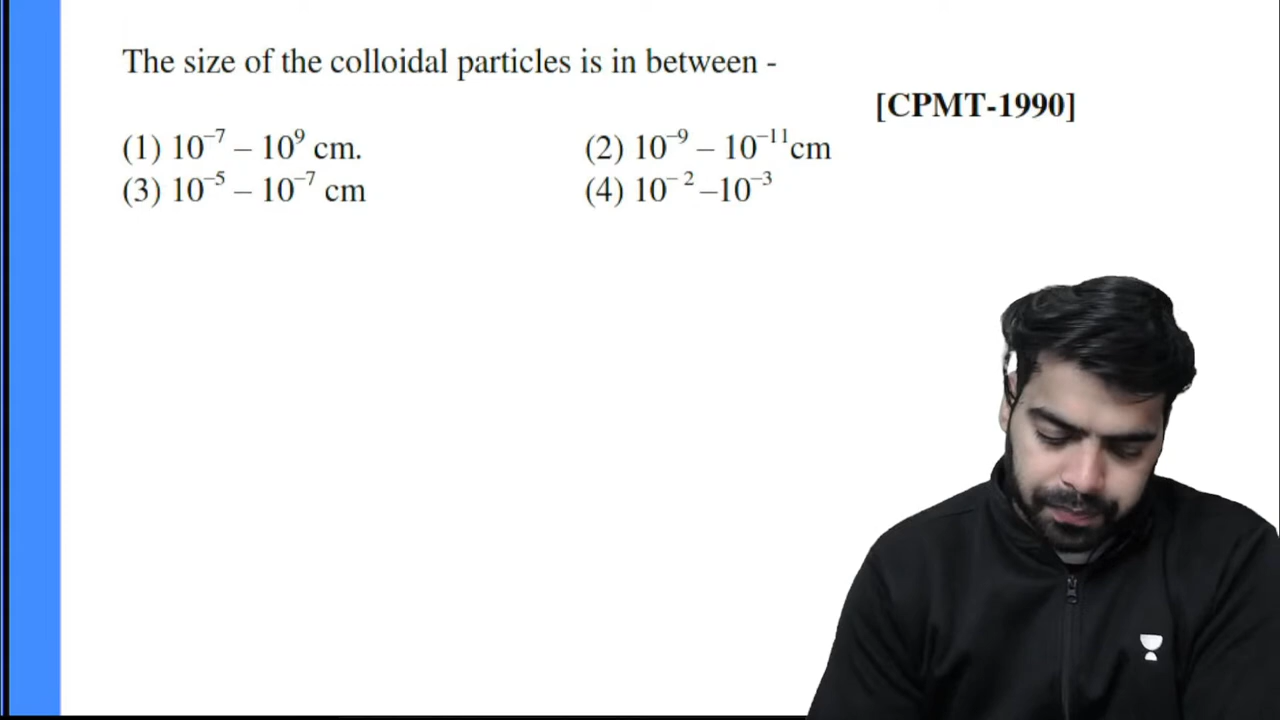 The size of the colloidal particles is in between -
[CPMT-1990]
(1) 10⁻⁷ – 10⁹ cm. (2) 10⁻⁹ – 10⁻¹¹cm
(3) 10⁻⁵ – 10⁻⁷ cm (4) 10⁻ ² –10⁻³